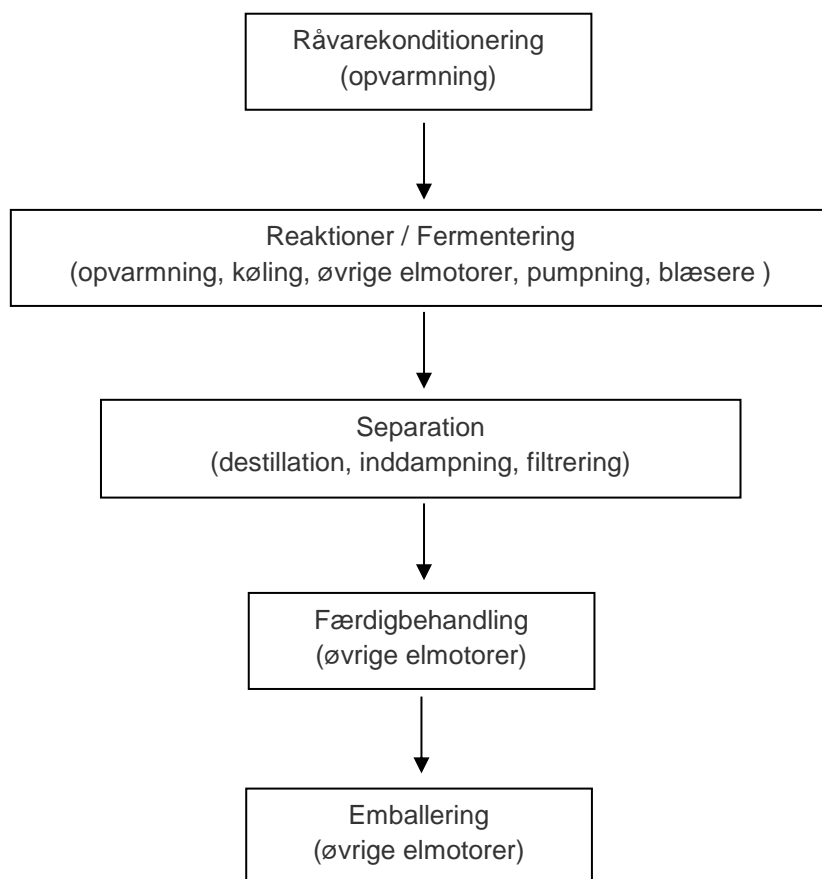 Råvarekonditionering
(opvarmning)
Reaktioner / Fermentering
(opvarmning, køling, øvrige elmotorer, pumpning, blæsere )
Separation
(destillation, inddampning, filtrering)
Færdigbehandling
(øvrige elmotorer)
Emballering
(øvrige elmotorer)